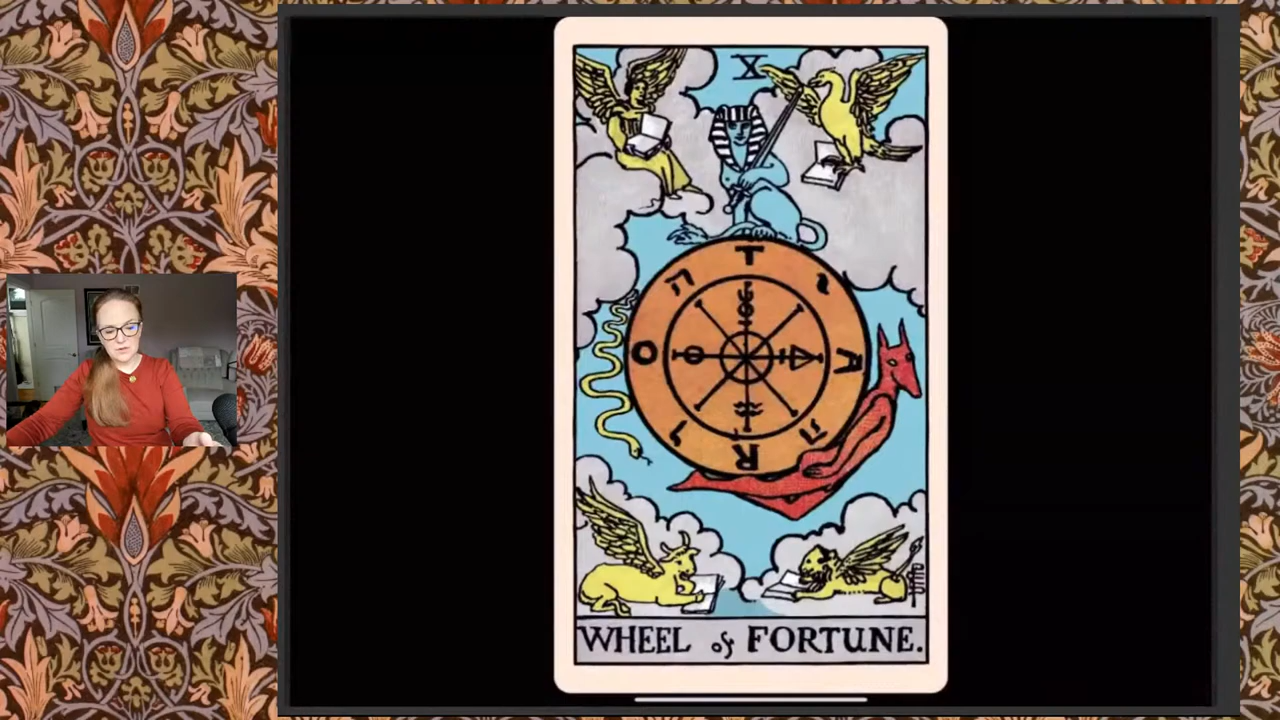 X
T
ה י
O A
ו ה
R
WHEEL of FORTUNE.